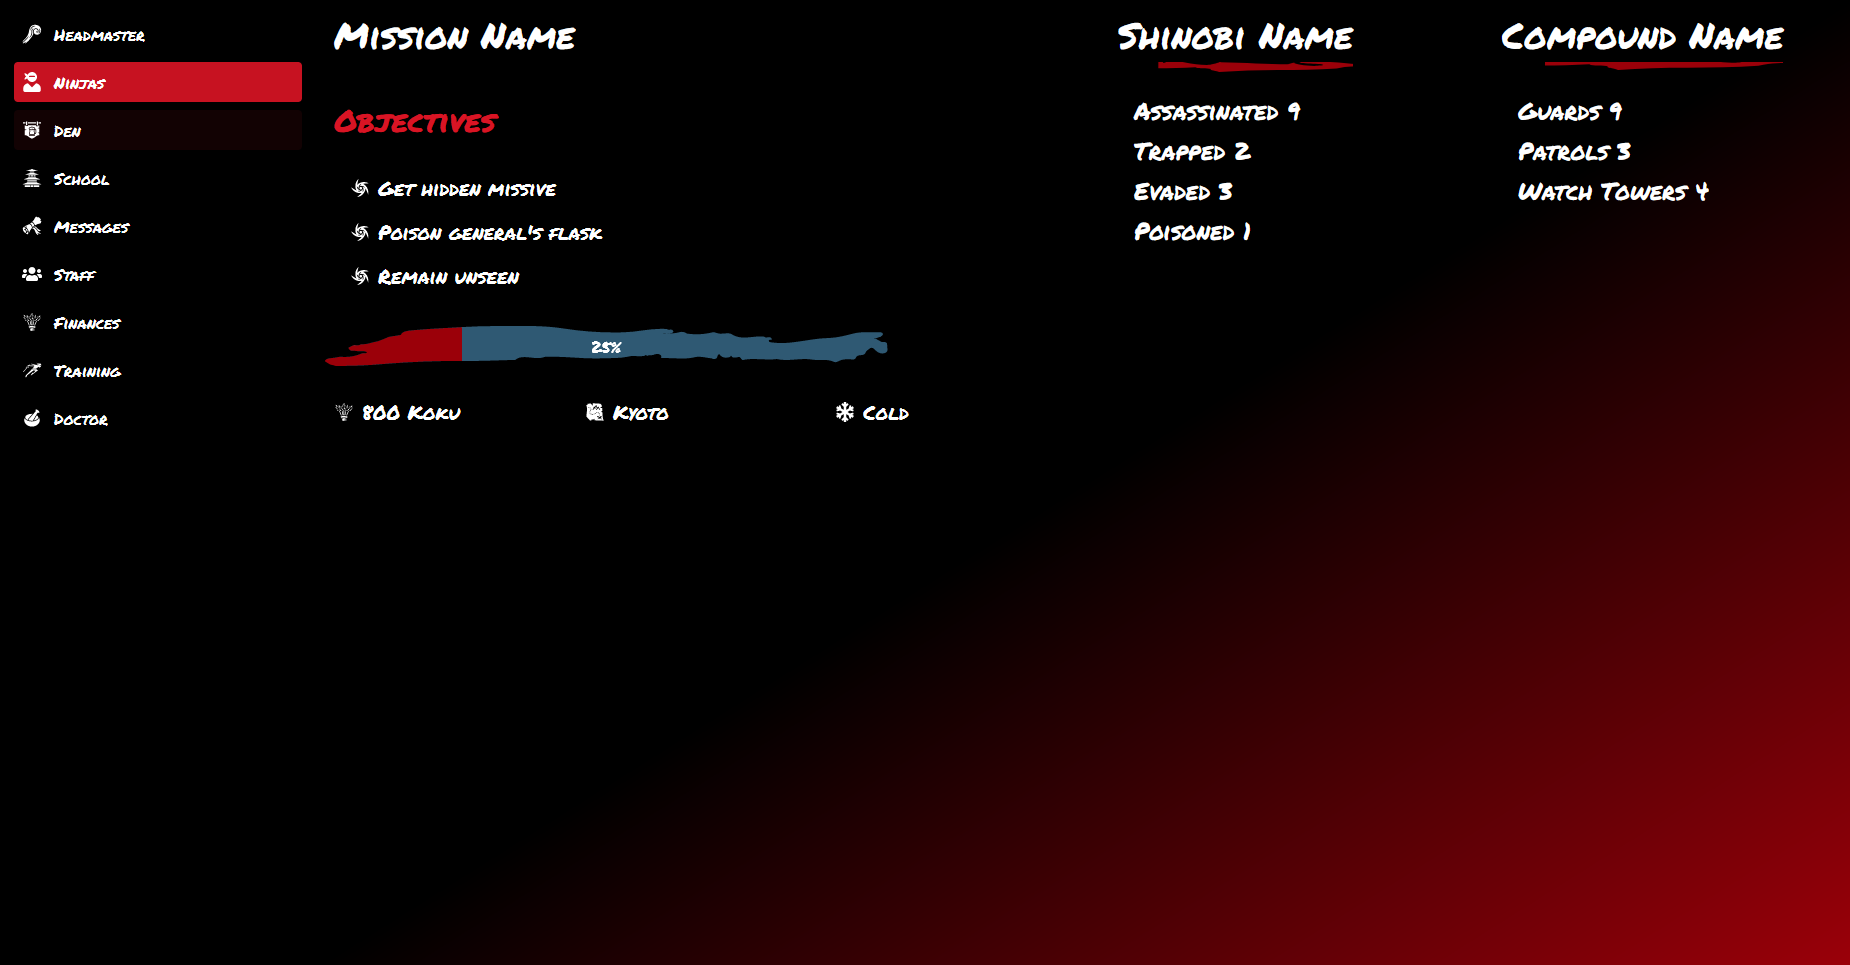 Headmaster
Ninjas
Den
School
Messages
Staff
Finances
Training
Doctor
Mission Name
Objectives
Get hidden missive
Poison general's flask
Remain unseen
25%
800 Koku
Kyoto
Cold
Shinobi Name
Assassinated 9
Trapped 2
Evaded 3
Poisoned 1
Compound Name
Guards 9
Patrols 3
Watch Towers 4